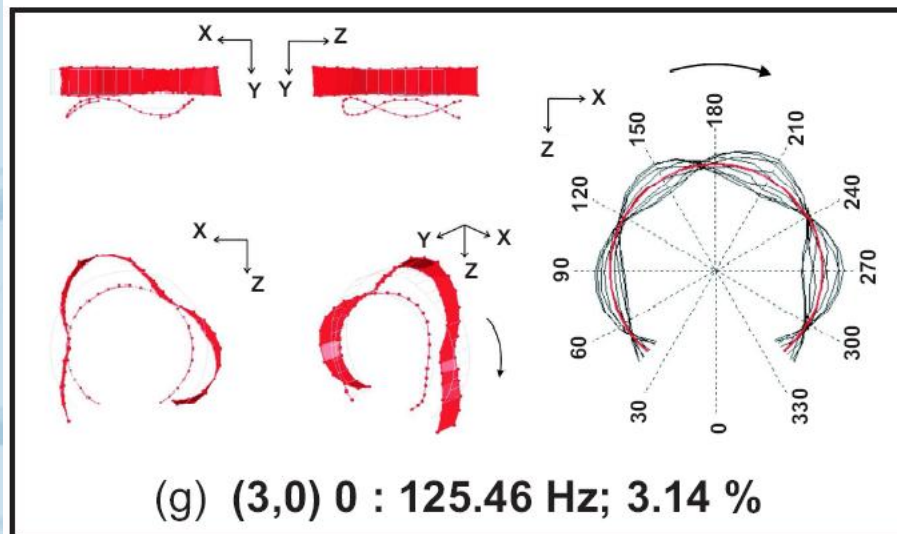 X Y
Z Y
X Z
0 30 60 90 120 150 180 210 240 270 300 330
X Z
Y X Z
(g) (3,0) 0 : 125.46 Hz; 3.14 %